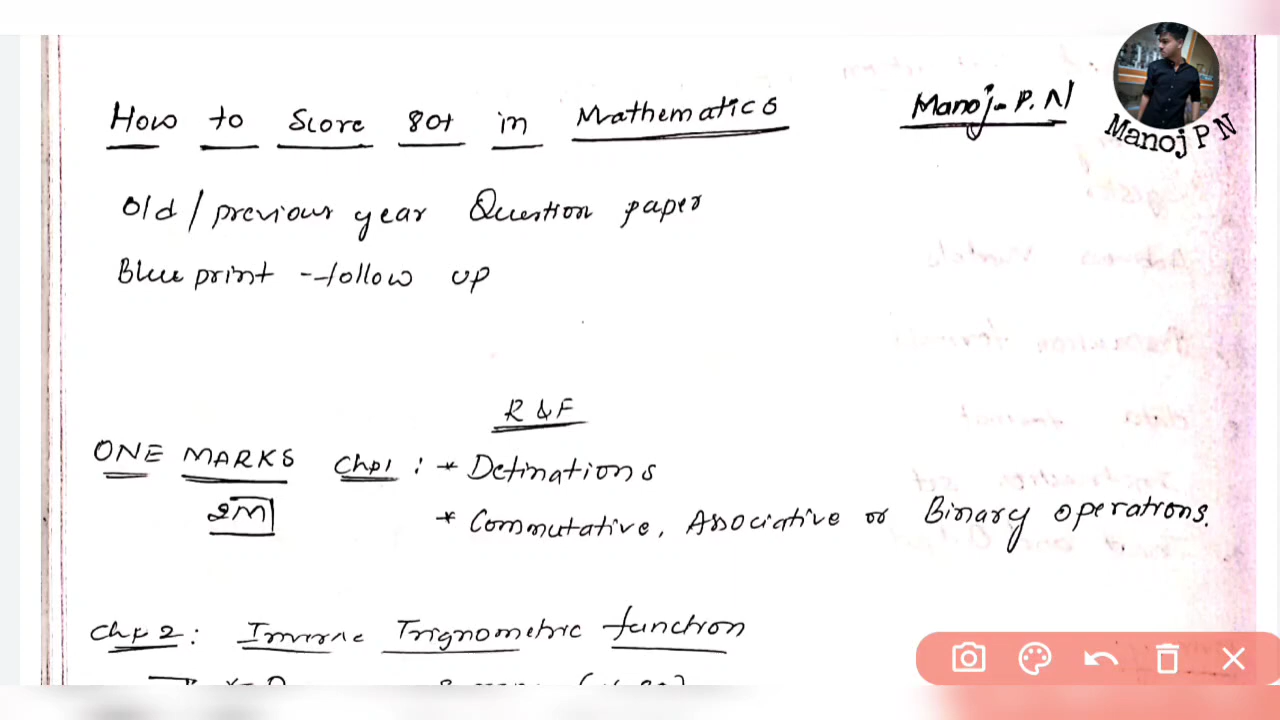 How to Score 80+ in Mathematics Manoj-P.N
Manoj P N
Old / previous year Question paper
Blue print -follow up
R & F
ONE MARKS Chp1 : * Definations
2M
* Commutative, Associative or Binary operations.
Chp 2: Inverse Trignometric function